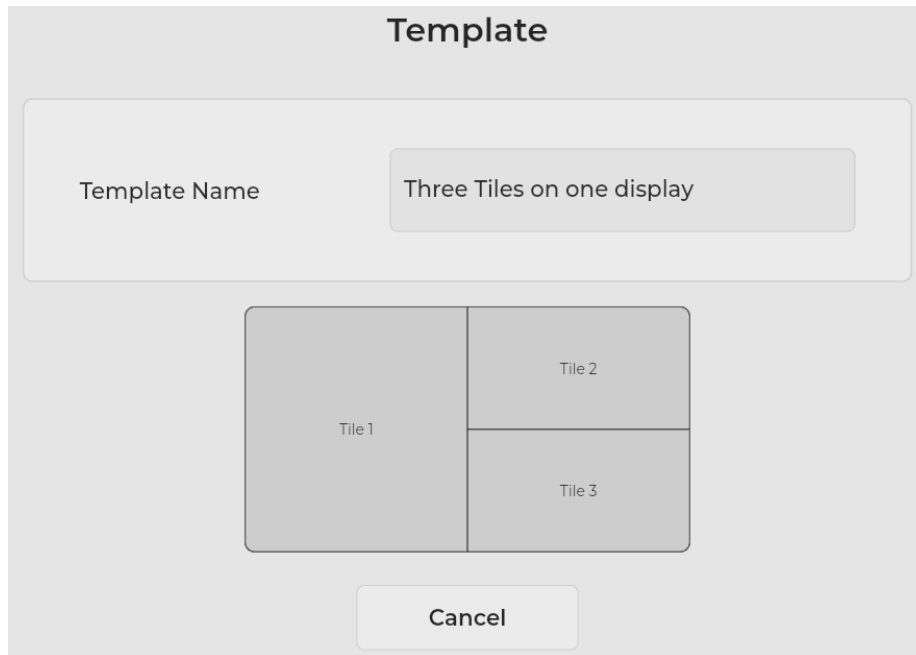 Template
Template Name
Three Tiles on one display
Tile 1
Tile 2
Tile 3
Cancel